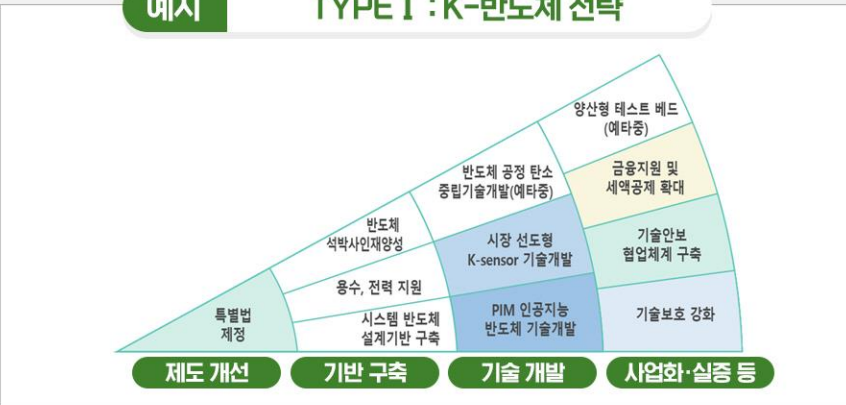 예시
TYPE I : K-반도체 전략
양산형 테스트 베드
(예타중)
반도체 공정 탄소
중립기술개발(예타중)
금융지원 및
세액공제 확대
반도체
석박사인재양성
시장 선도형
K-sensor 기술개발
기술안보
협업체계 구축
용수, 전력 지원
특별법
제정
시스템 반도체
설계기반 구축
PIM 인공지능
반도체 기술개발
기술보호 강화
제도 개선
기반 구축
기술 개발
사업화·실증 등